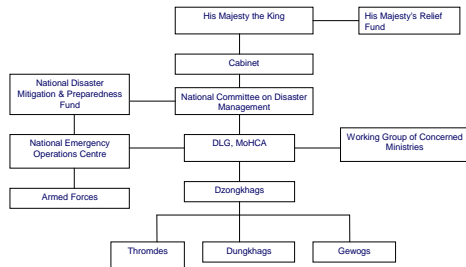 His Majesty the King
His Majesty's Relief
Fund
Cabinet
National Disaster
Mitigation & Preparedness
Fund
National Committee on Disaster
Management
National Emergency
Operations Centre
DLG, MoHCA
Working Group of Concerned
Ministries
Armed Forces
Dzongkhags
Thromdes
Dungkhags
Gewogs